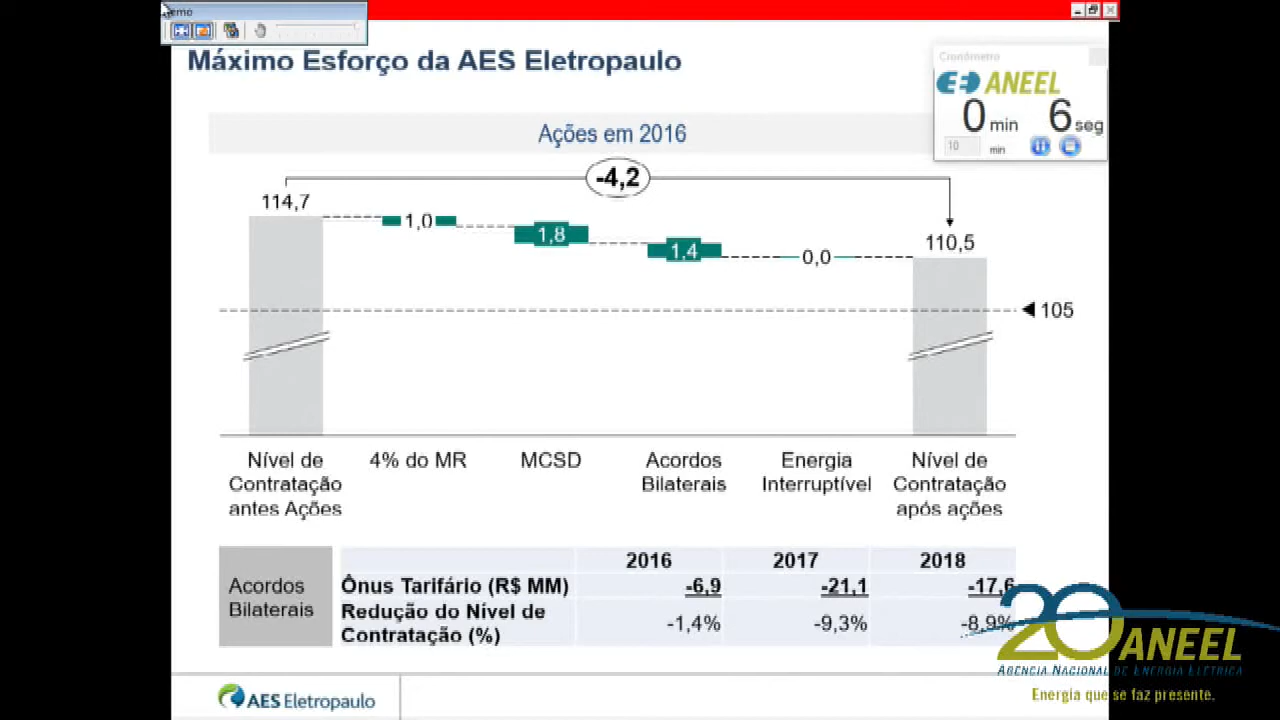 emo
Máximo Esforço da AES Eletropaulo
Cronômetro
ANEEL
0 min 6 seg
10 min
Ações em 2016
-4,2
114,7
1,0
1,8
1,4
0,0
110,5
105
Nível de Contratação antes Ações
4% do MR
MCSD
Acordos Bilaterais
Energia Interruptível
Nível de Contratação após ações
2016 2017 2018
Acordos Bilaterais
Ônus Tarifário (R$ MM) -6,9 -21,1 -17,6
Redução do Nível de Contratação (%) -1,4% -9,3% -8,9%
AES Eletropaulo
20 ANEEL
AGÊNCIA NACIONAL DE ENERGIA ELÉTRICA
Energia que se faz presente.